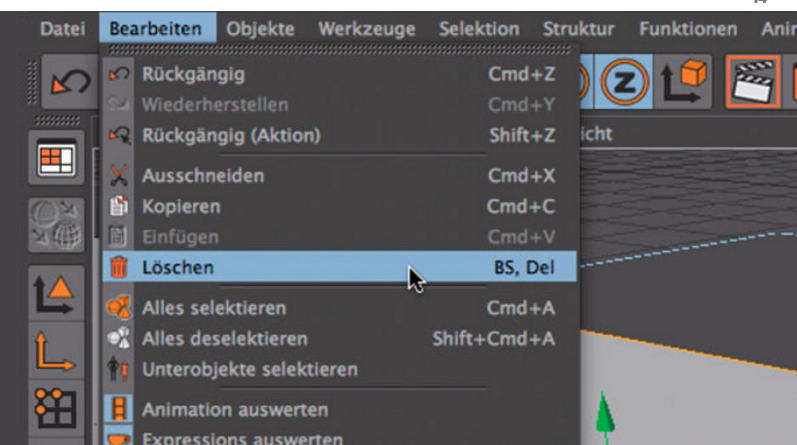 Datei Bearbeiten Objekte Werkzeuge Selektion Struktur Funktionen
Rückgängig Cmd+Z
Wiederherstellen Cmd+Y
Rückgängig (Aktion) Shift+Z
Ausschneiden Cmd+X
Kopieren Cmd+C
Einfügen Cmd+V
Löschen BS, Del
Alles selektieren Cmd+A
Alles deselektieren Shift+Cmd+A
Unterobjekte selektieren
Animation auswerten
Expressions auswerten
Z
icht